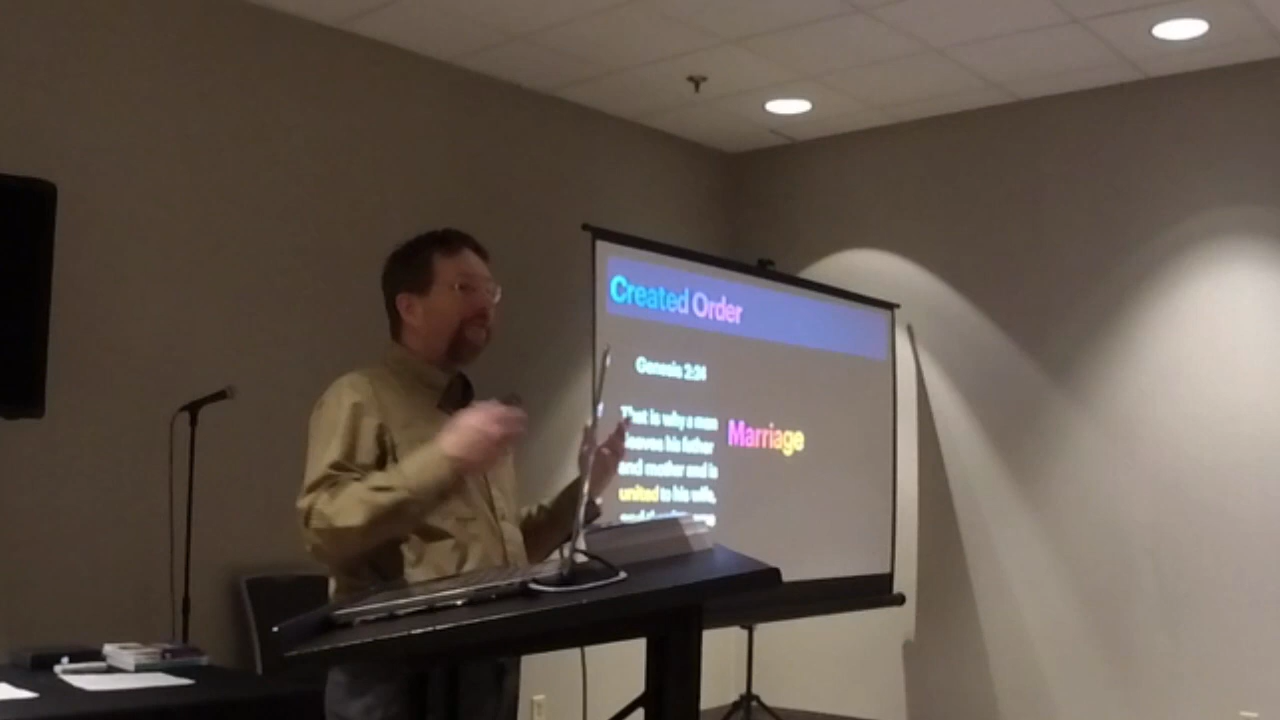 Created Order
Genesis 2:24
That is why a man
leaves his father
and mother and is
united to his wife,
Marriage